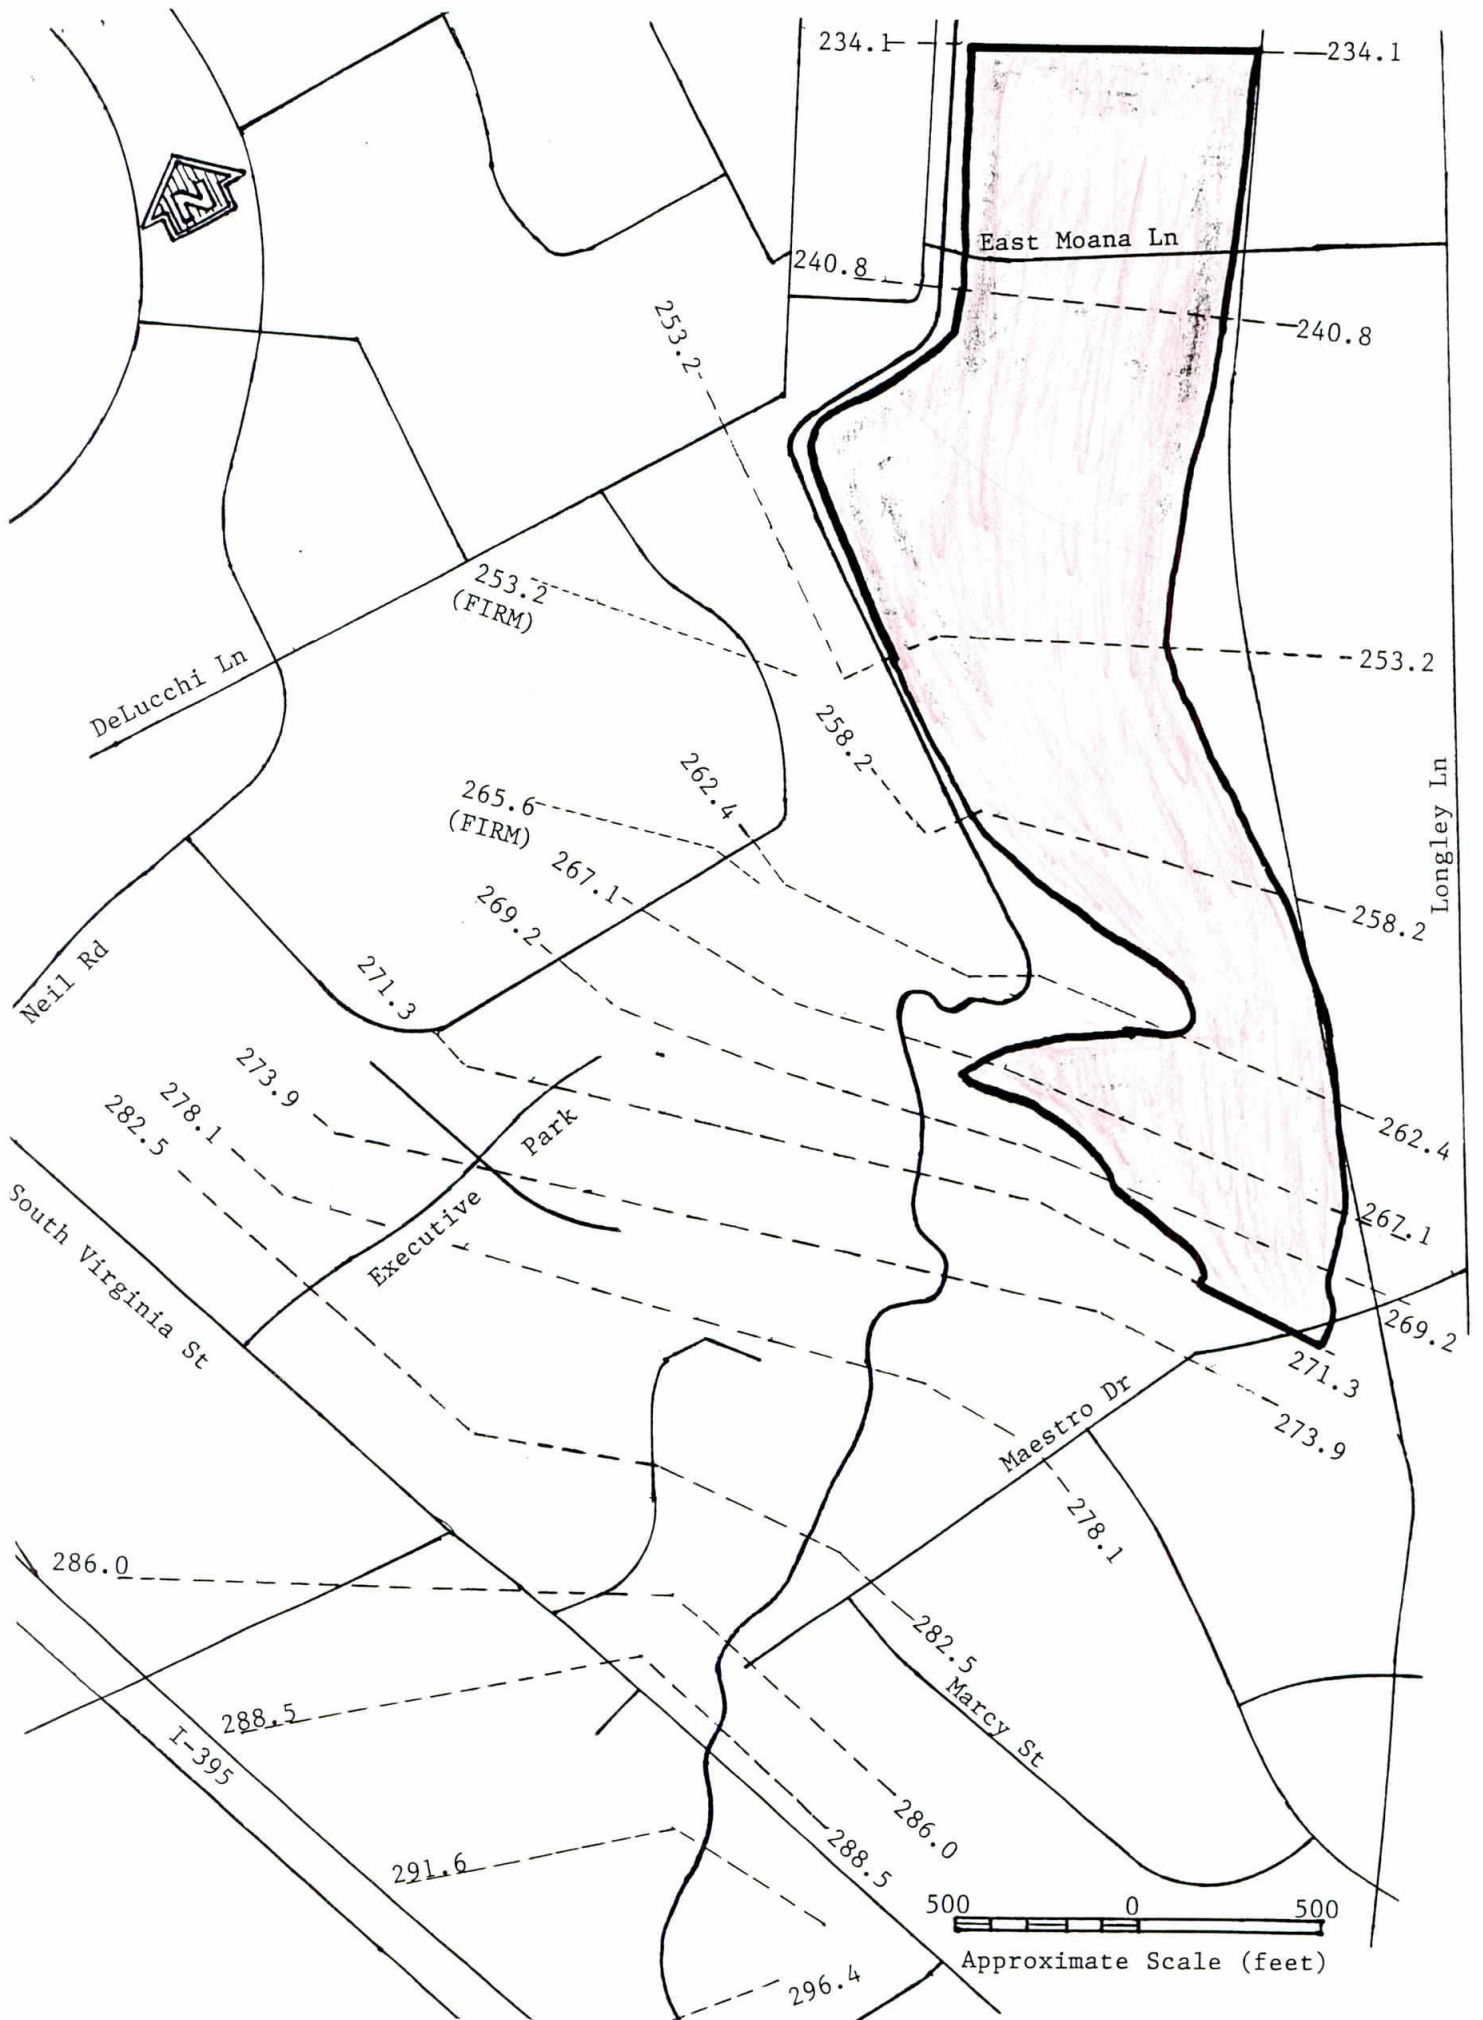 234.1
234.1
N
East Moana Ln
240.8
240.8
253.2
253.2
(FIRM)
253.2
DeLucchi Ln
258.2
262.4
265.6
(FIRM)
267.1
269.2
258.2
Longley Ln
Neil Rd
271.3
273.9
278.1
282.5
Executive Park
262.4
267.1
269.2
271.3
273.9
South Virginia St
Maestro Dr
278.1
286.0
282.5
Marcy St
288.5
I-395
286.0
288.5
291.6
296.4
500 0 500
Approximate Scale (feet)